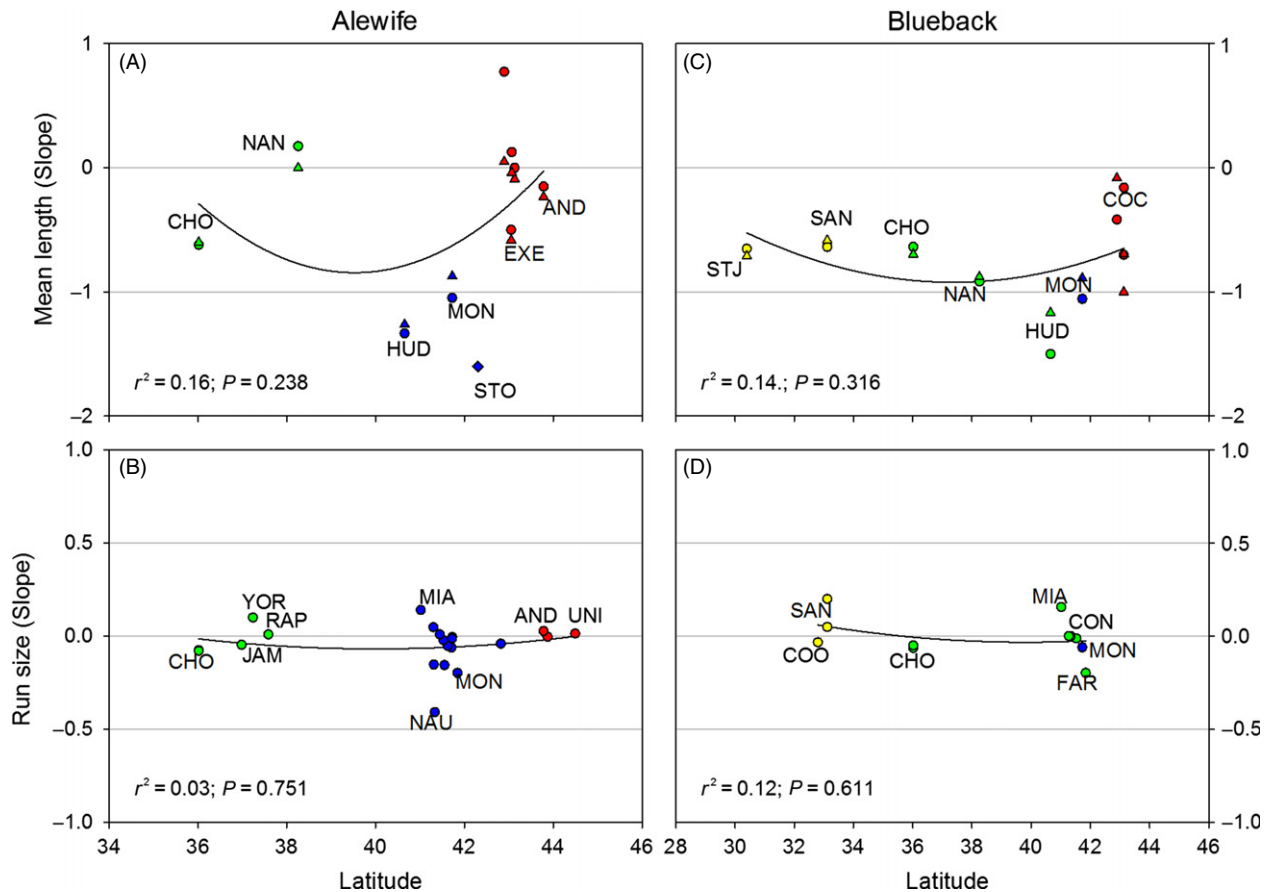 Alewife
Blueback
Mean length (Slope)
(A)
1
0
–1
–2
NAN
CHO
AND
EXE
MON
HUD
STO
r² = 0.16; P = 0.238
(C)
1
0
–1
–2
SAN
CHO
COC
STJ
NAN
MON
HUD
r² = 0.14.; P = 0.316
Run size (Slope)
(B)
1.0
0.5
0.0
–0.5
–1.0
YOR
RAP
MIA
AND UNI
CHO
JAM
MON
NAU
r² = 0.03; P = 0.751
34 36 38 40 42 44 46
Latitude
(D)
1.0
0.5
0.0
–0.5
–1.0
MIA
SAN
CON
COO
CHO
MON
FAR
r² = 0.12; P = 0.611
28 30 32 34 36 38 40 42 44 46
Latitude